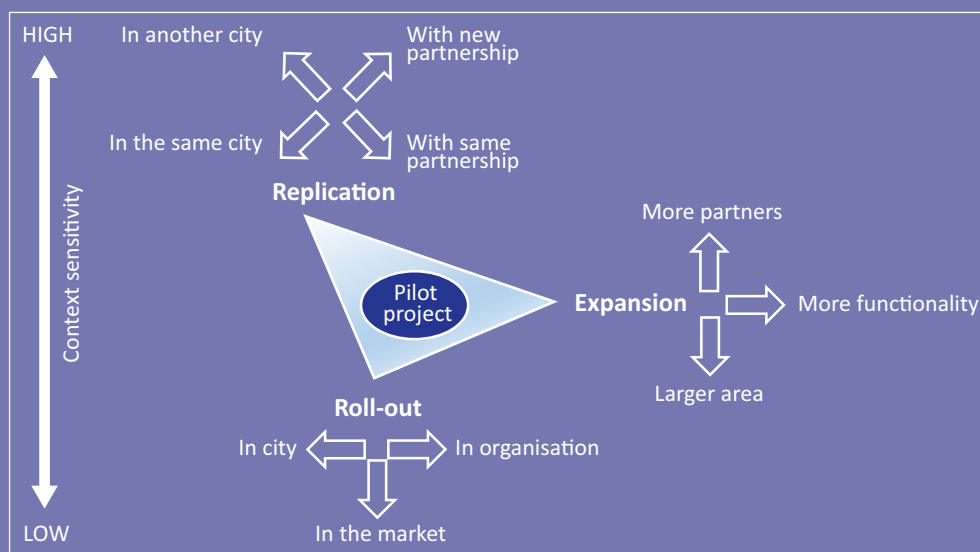 HIGH
In another city
With new
partnership
In the same city
With same
partnership
Replication
Context sensitivity
More partners
Pilot
project
Expansion
More functionality
Larger area
Roll-out
In city
In organisation
In the market
LOW